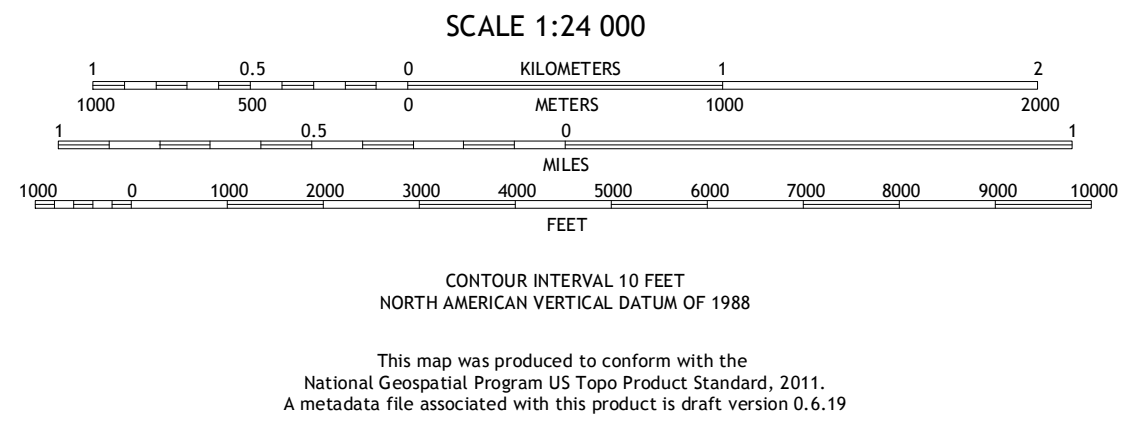 SCALE 1:24 000
1 0.5 0 KILOMETERS 1 2
1000 500 0 METERS 1000 2000
1 0.5 0 1
MILES
1000 0 1000 2000 3000 4000 5000 6000 7000 8000 9000 10000
FEET
CONTOUR INTERVAL 10 FEET
NORTH AMERICAN VERTICAL DATUM OF 1988
This map was produced to conform with the
National Geospatial Program US Topo Product Standard, 2011.
A metadata file associated with this product is draft version 0.6.19